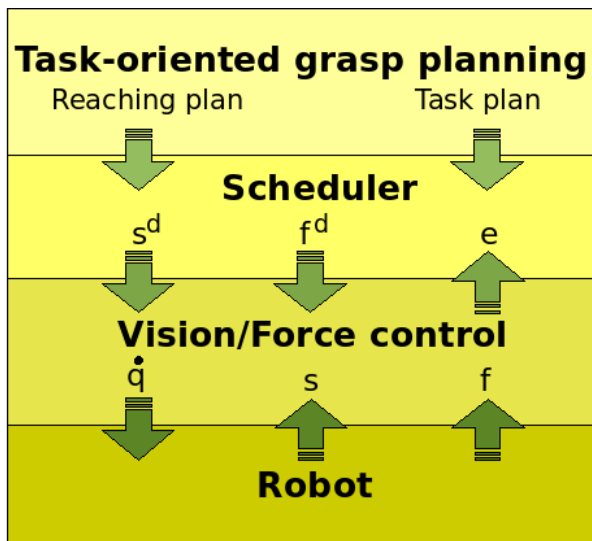 Task-oriented grasp planning
Reaching plan Task plan
Scheduler
sᵈ fᵈ e
Vision/Force control
q̇ s f
Robot